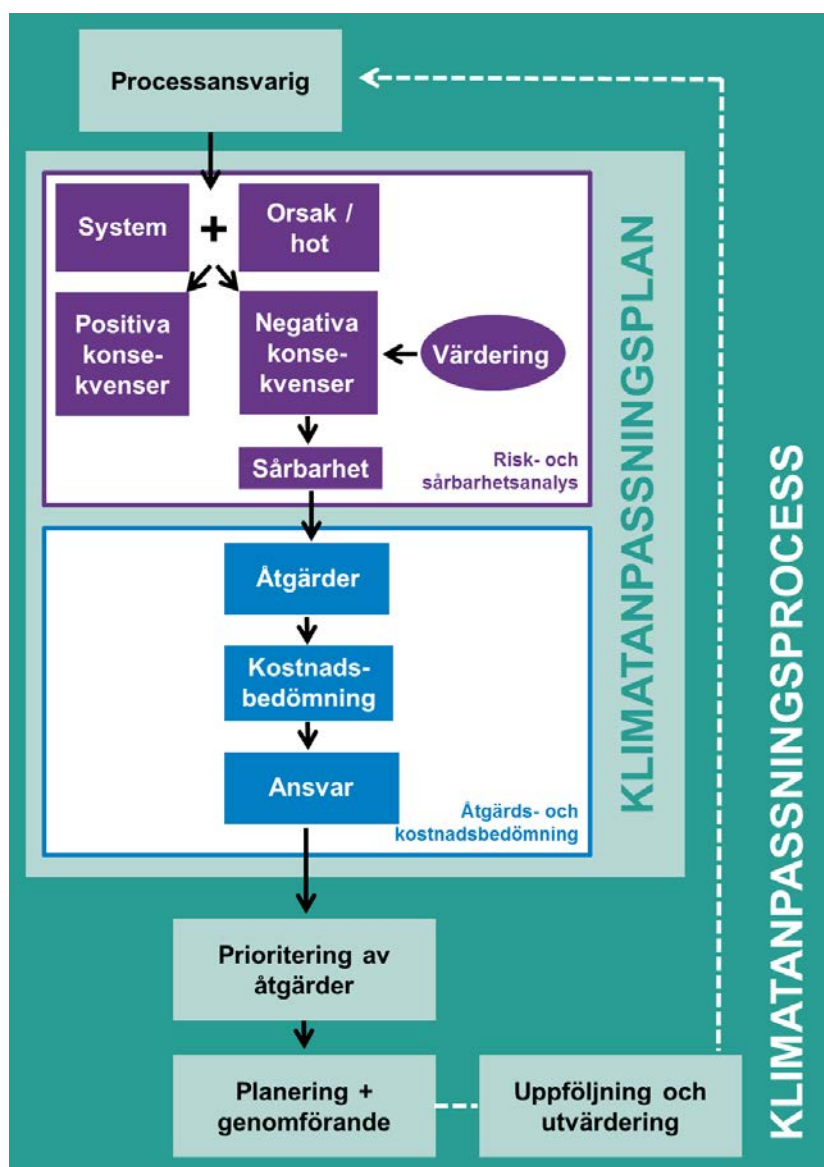 Processansvarig
System
+
Orsak /
hot
Positiva
konse-
kvenser
Negativa
konse-
kvenser
Värdering
Sårbarhet
Risk- och
sårbarhetsanalys
Åtgärder
Kostnads-
bedömning
Ansvar
Åtgärds- och
kostnadsbedömning
KLIMATANPASSNINGSPLAN
Prioritering av
åtgärder
Planering +
genomförande
Uppföljning och
utvärdering
KLIMATANPASSNINGSPROCESS